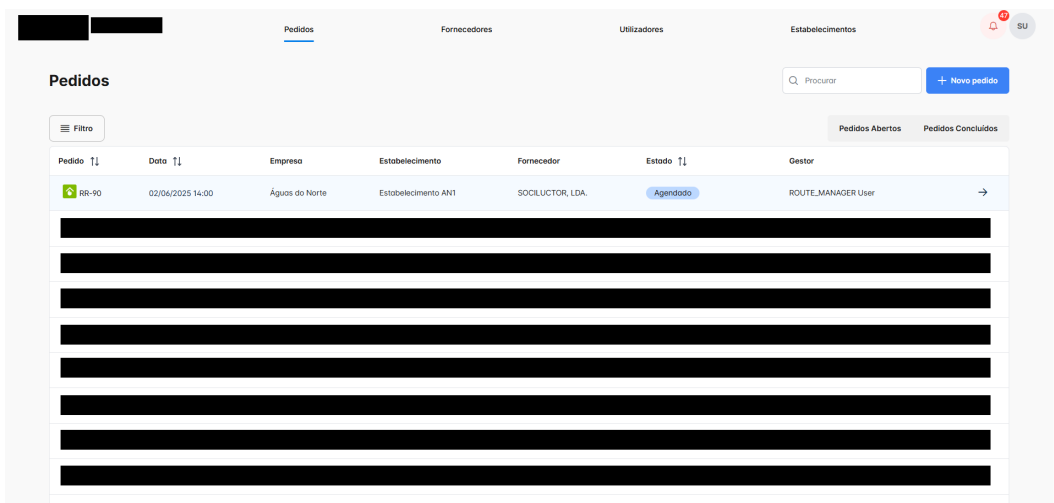 Pedidos Fornecedores Utilizadores Estabelecimentos 47 SU
Pedidos
Procurar
+ Novo pedido
Filtro
Pedidos Abertos Pedidos Concluídos
Pedido Data Empresa Estabelecimento Fornecedor Estado Gestor
RR-90 02/06/2025 14:00 Águas do Norte Estabelecimento AN1 SOCILUCTOR, LDA. Agendado ROUTE_MANAGER User